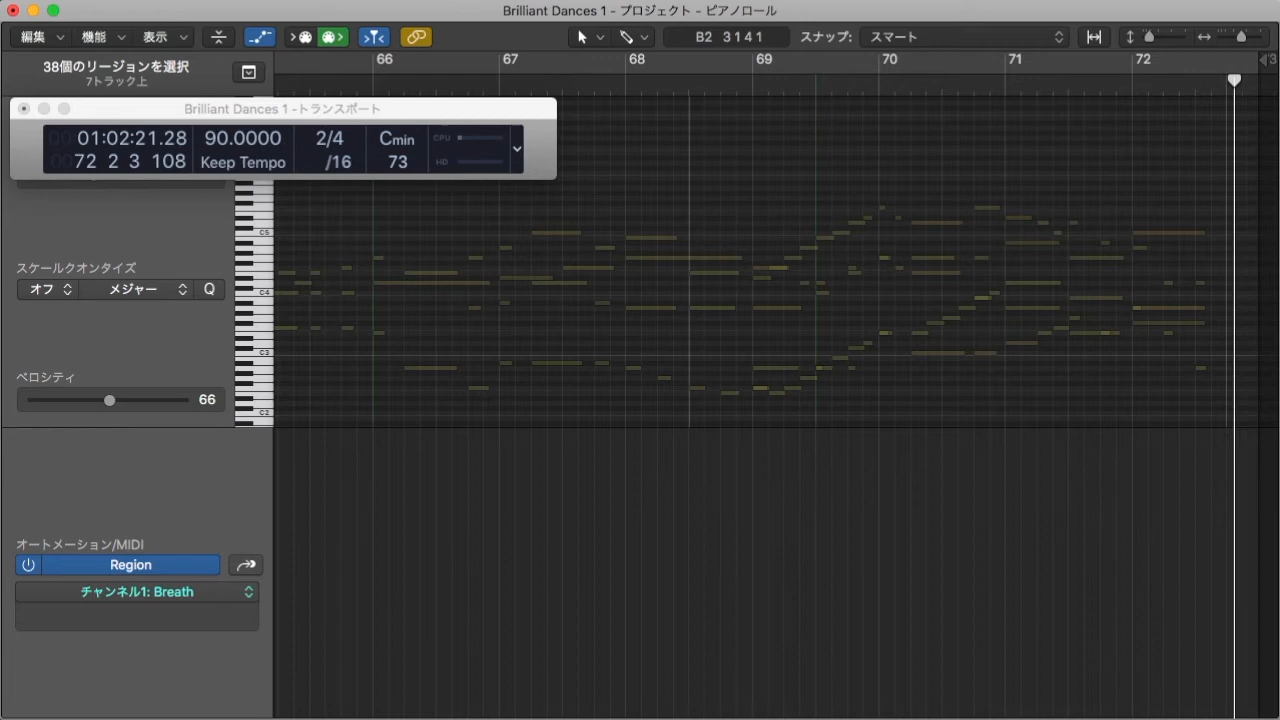 Brilliant Dances 1 - プロジェクト - ピアノロール
編集 機能 表示 B2 3 1 4 1 スナップ: スマート
38個のリージョンを選択
7トラック上
66 67 68 69 70 71 72
Brilliant Dances 1 -トランスポート
01:02:21.28 90.0000 2/4 Cmin CPU
72 2 3 108 Keep Tempo /16 73 HD
C5
スケールクオンタイズ
オフ メジャー Q
C4
C3
ベロシティ
66
C2
オートメーション/MIDI
Region
チャンネル1: Breath